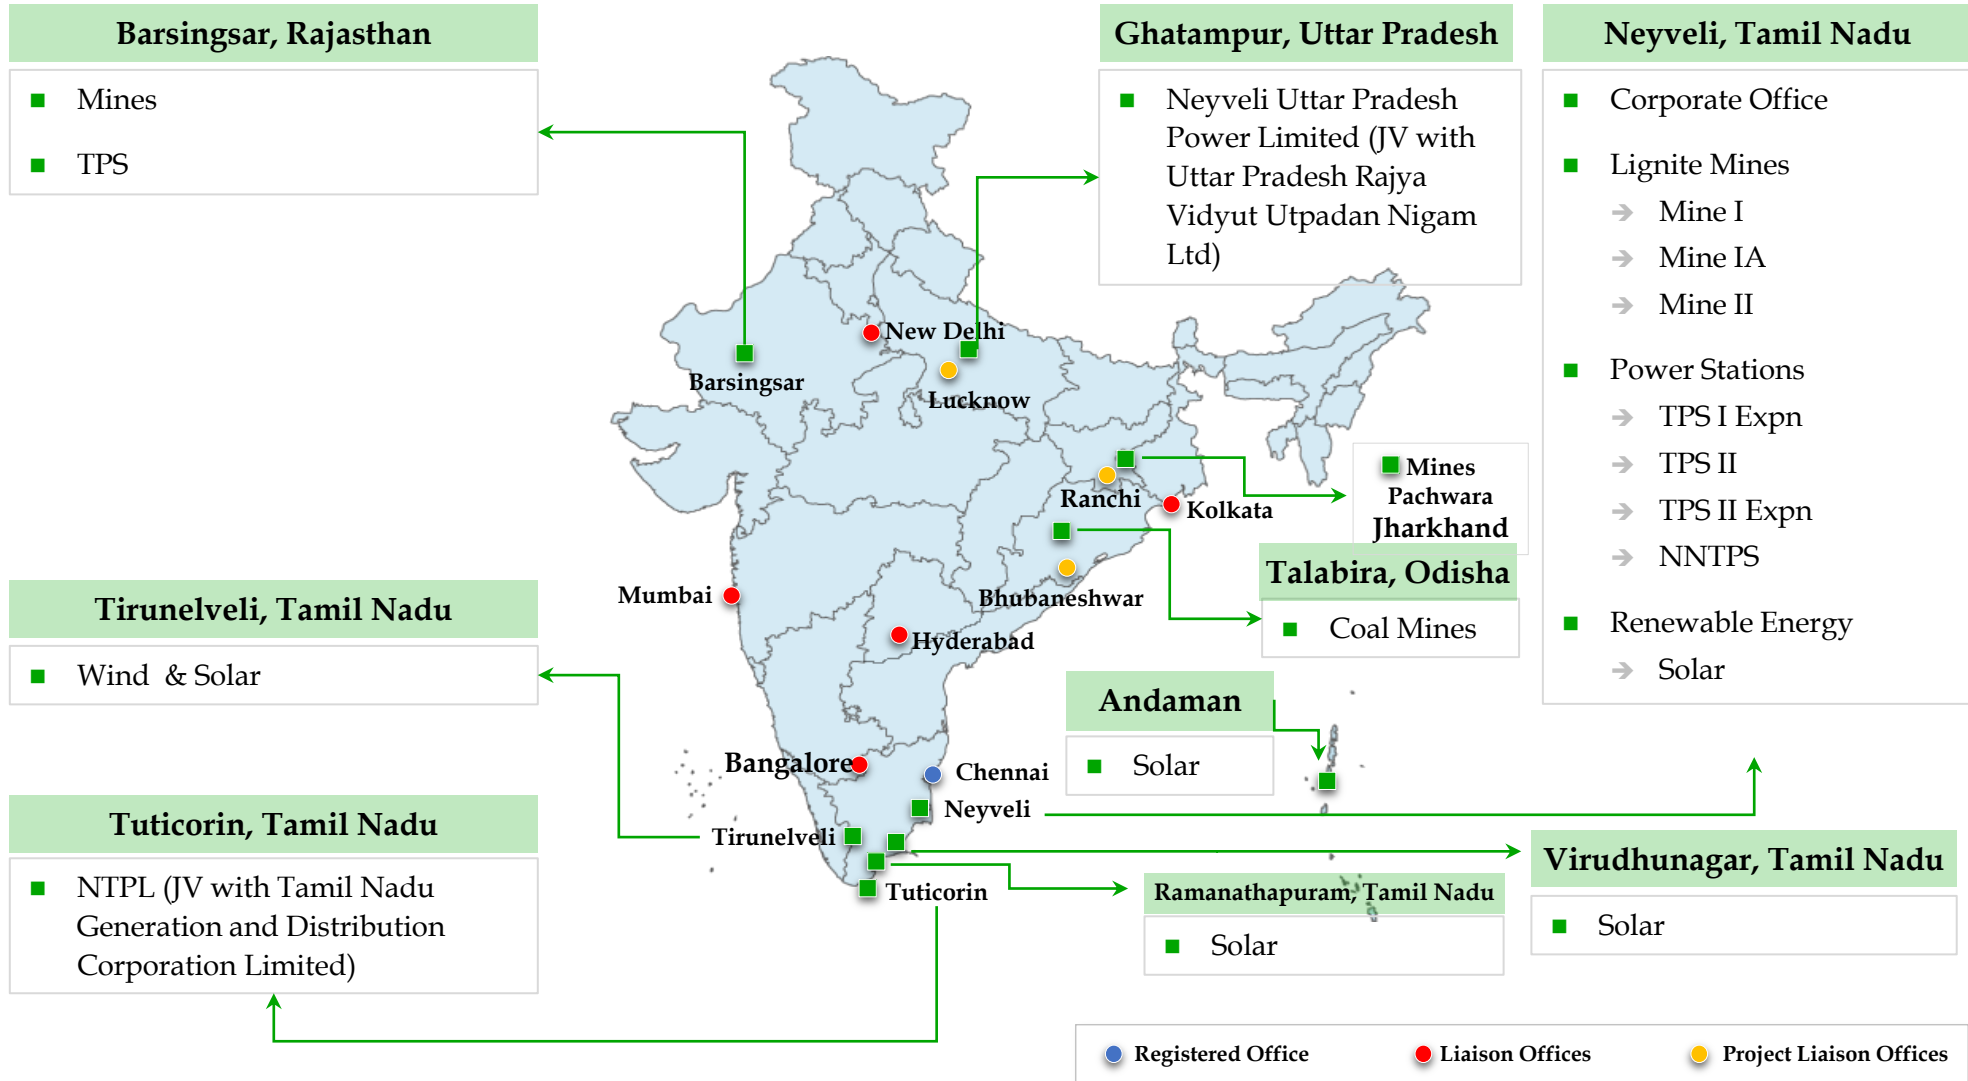 Barsingsar, Rajasthan
Mines
TPS
Ghatampur, Uttar Pradesh
Neyveli Uttar Pradesh
Power Limited (JV with
Uttar Pradesh Rajya
Vidyut Utpadan Nigam
Ltd)
Neyveli, Tamil Nadu
Corporate Office
Lignite Mines
Mine I
Mine IA
Mine II
Power Stations
TPS I Expn
TPS II
TPS II Expn
NNTPS
Renewable Energy
Solar
New Delhi
Barsingsar
Lucknow
Ranchi
Kolkata
Mines
Pachwara
Jharkhand
Talabira, Odisha
Coal Mines
Bhubaneshwar
Mumbai
Hyderabad
Tirunelveli, Tamil Nadu
Wind & Solar
Andaman
Solar
Bangalore
Chennai
Neyveli
Tirunelveli
Tuticorin
Tuticorin, Tamil Nadu
NTPL (JV with Tamil Nadu
Generation and Distribution
Corporation Limited)
Ramanathapuram, Tamil Nadu
Solar
Virudhunagar, Tamil Nadu
Solar
Registered Office
Liaison Offices
Project Liaison Offices